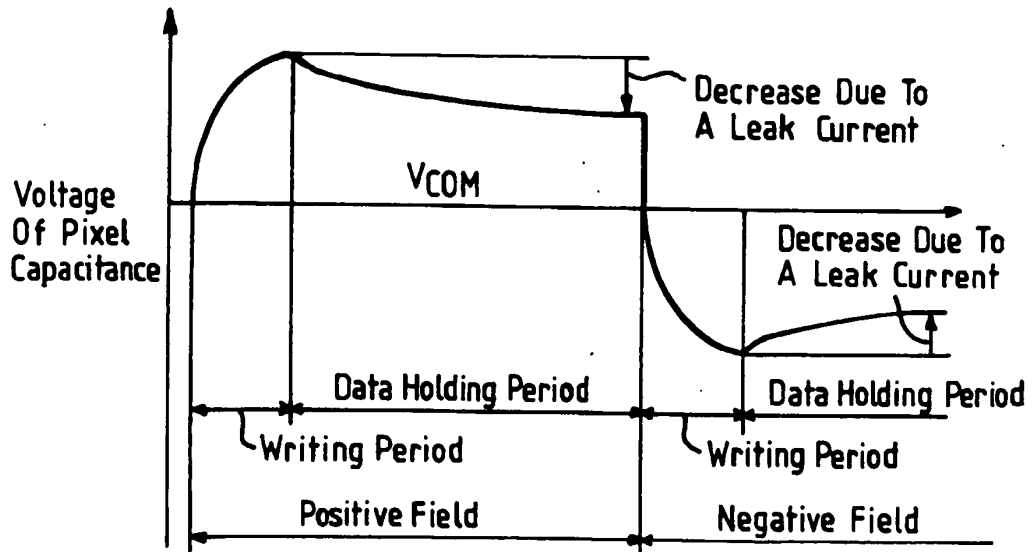 Decrease Due To
A Leak Current
VCOM
Voltage
Of Pixel
Capacitance
Decrease Due To
A Leak Current
Data Holding Period
Data Holding Period
Writing Period
Writing Period
Positive Field
Negative Field